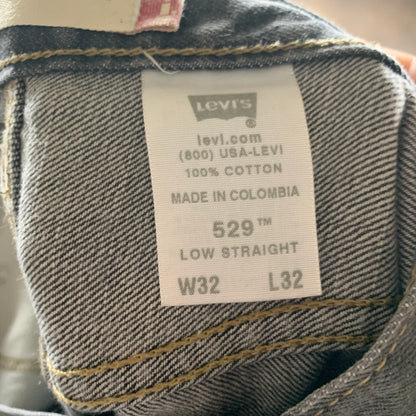 Levi's
levi.com
(800) USA-LEVI
100% COTTON
MADE IN COLOMBIA
529™
LOW STRAIGHT
W32 L32